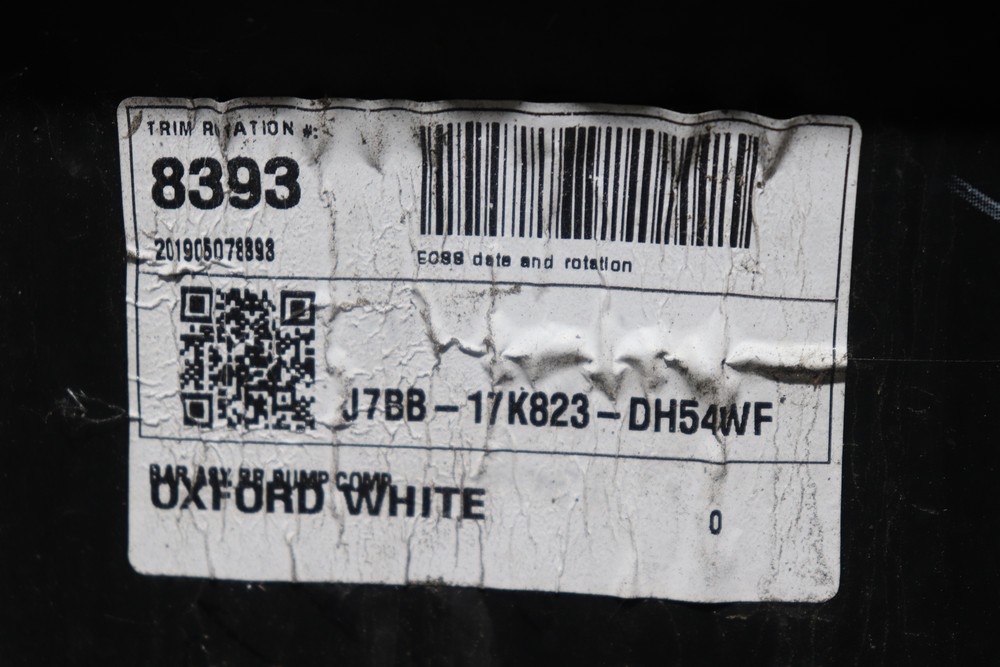 TRIM ROTATION #:
8393
201905078393
EOSS date and rotation
J7BB-17K823-DH54WF
BAR ASY RR BUMP COMP
OXFORD WHITE
0